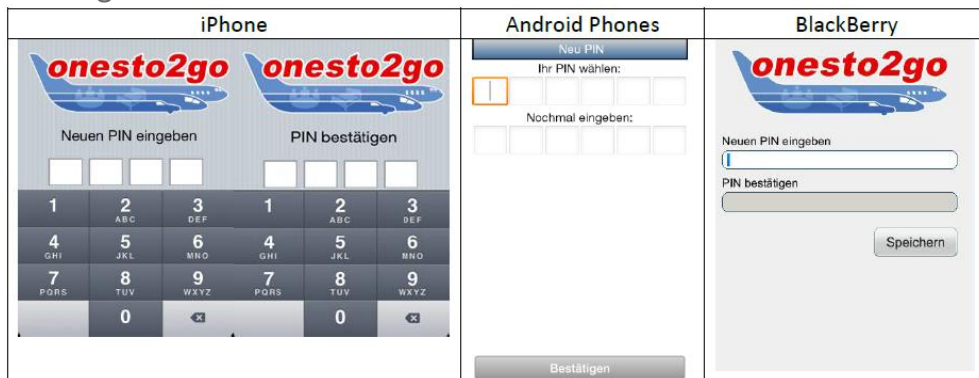 iPhone
Android Phones
BlackBerry
onesto2go
Neuen PIN eingeben
1 2 ABC 3 DEF
4 GHI 5 JKL 6 MNO
7 PQRS 8 TUV 9 WXYZ
0
onesto2go
PIN bestätigen
1 2 ABC 3 DEF
4 GHI 5 JKL 6 MNO
7 PQRS 8 TUV 9 WXYZ
0
Neu PIN
Ihr PIN wählen:
Nochmal eingeben:
Bestätigen
onesto2go
Neuen PIN eingeben
PIN bestätigen
Speichern